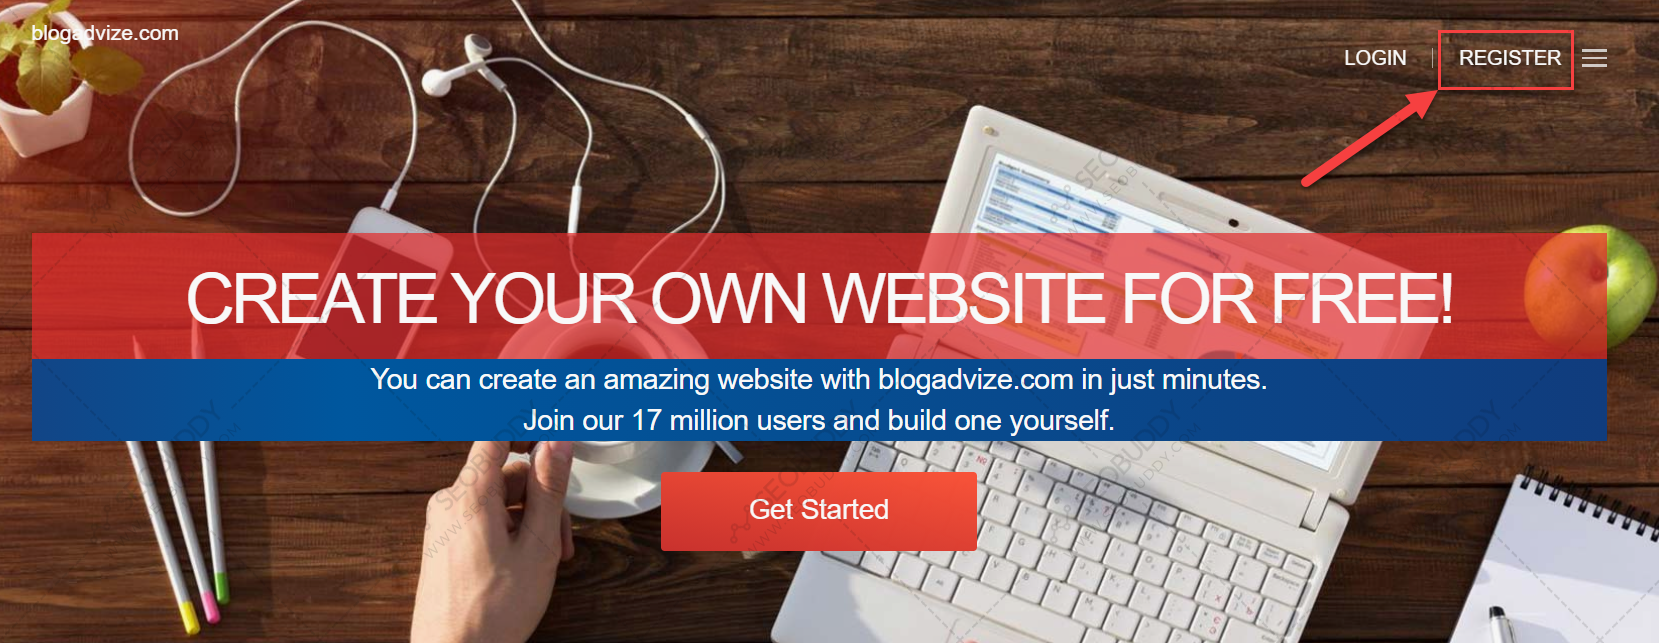 blogadvize.com
LOGIN
REGISTER
CREATE YOUR OWN WEBSITE FOR FREE!
You can create an amazing website with blogadvize.com in just minutes.
Join our 17 million users and build one yourself.
Get Started
SEOBUDDY